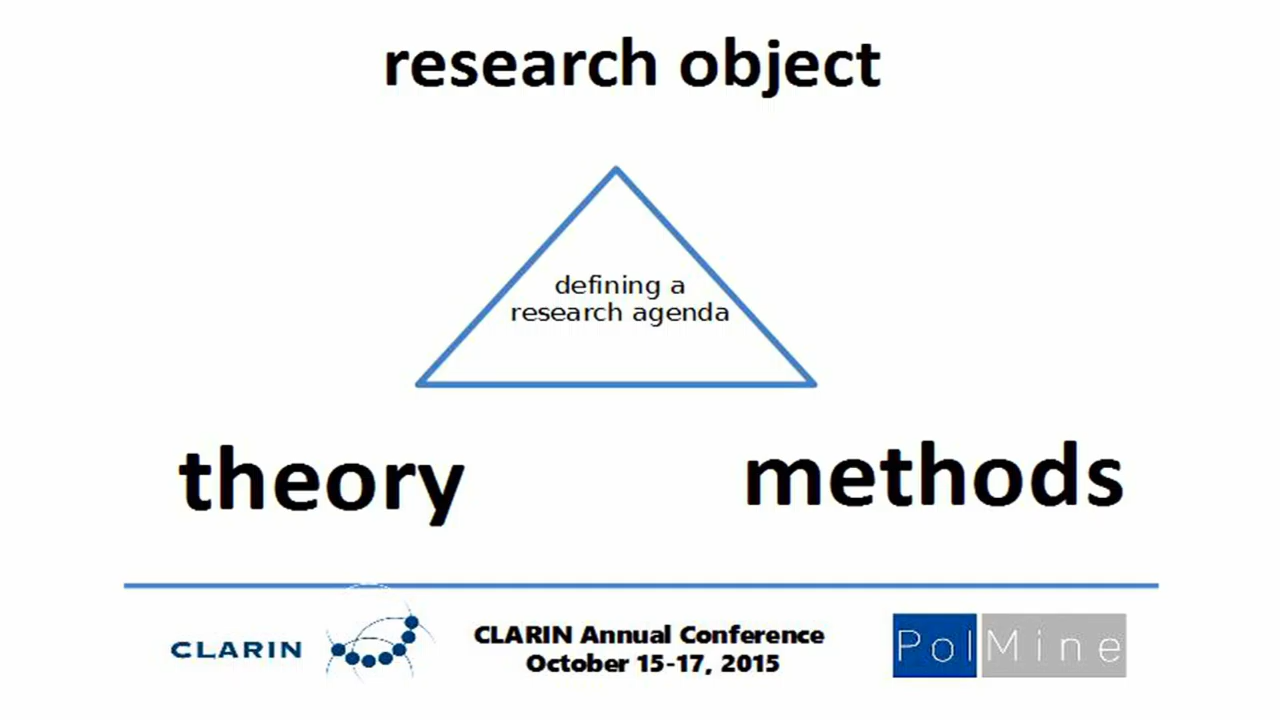 research object
defining a
research agenda
theory
methods
CLARIN
CLARIN Annual Conference
October 15-17, 2015
PolMine